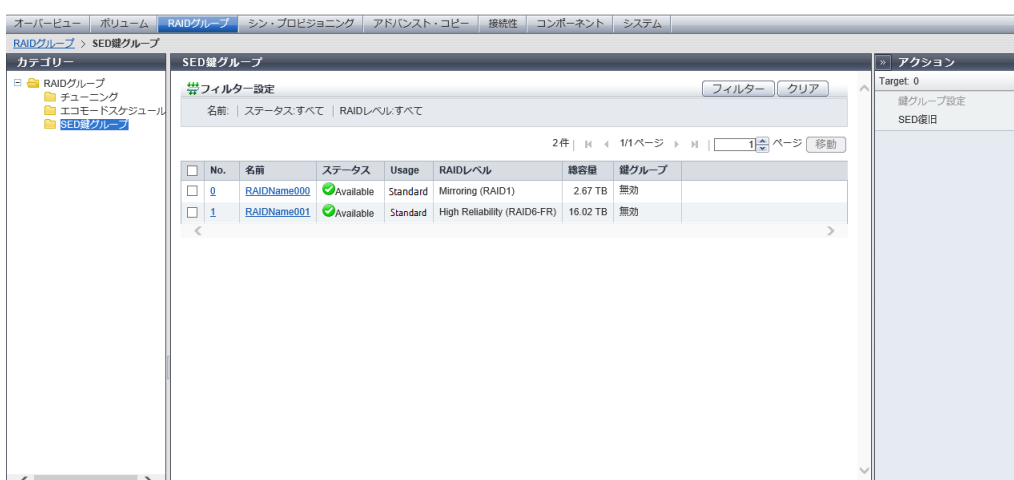 オーバービュー ボリューム RAIDグループ シン・プロビジョニング アドバンスト・コピー 接続性 コンポーネント システム
RAIDグループ > SED鍵グループ
カテゴリー
RAIDグループ
チューニング
エコモードスケジュール
SED鍵グループ
SED鍵グループ
フィルター設定 フィルター クリア
名前: | ステータス:すべて | RAIDレベル:すべて
2件 | 1/1ページ | 1 ページ 移動
No. 名前 ステータス Usage RAIDレベル 総容量 鍵グループ
0 RAIDName000 Available Standard Mirroring (RAID1) 2.67 TB 無効
1 RAIDName001 Available Standard High Reliability (RAID6-FR) 16.02 TB 無効
» アクション
Target: 0
鍵グループ設定
SED復旧